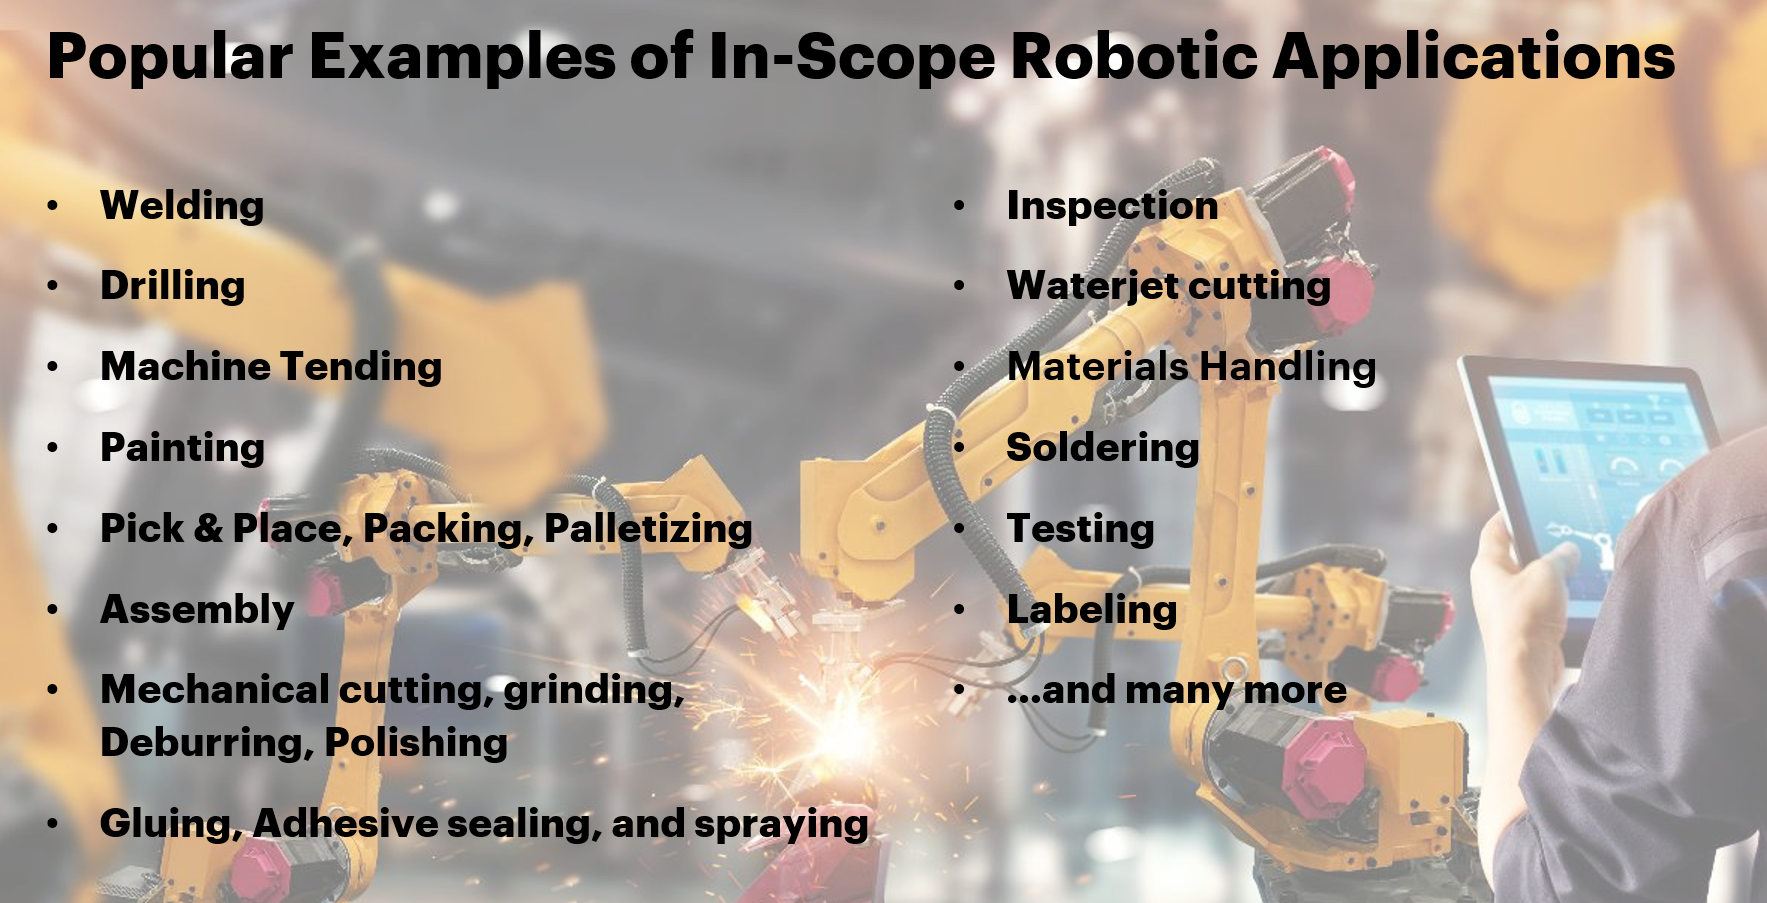 Popular Examples of In-Scope Robotic Applications
• Welding
• Drilling
• Machine Tending
• Painting
• Pick & Place, Packing, Palletizing
• Assembly
• Mechanical cutting, grinding,
Deburring, Polishing
• Gluing, Adhesive sealing, and spraying
• Inspection
• Waterjet cutting
• Materials Handling
• Soldering
• Testing
• Labeling
• ...and many more